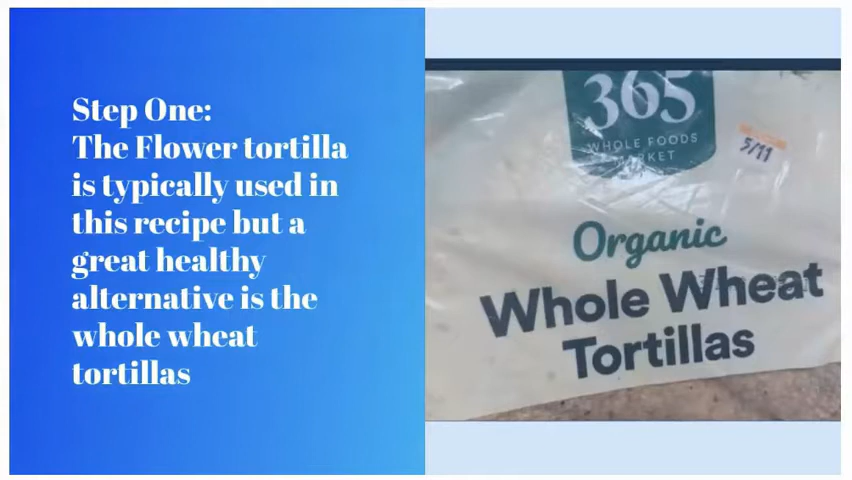 Step One:
The Flower tortilla
is typically used in
this recipe but a
great healthy
alternative is the
whole wheat
tortillas
365
WHOLE FOODS
MARKET
5/11
Organic
Whole Wheat
Tortillas